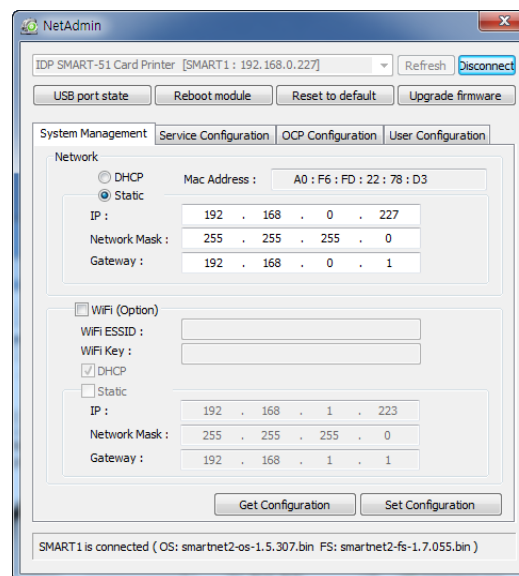 NetAdmin
IDP SMART-51 Card Printer [SMART1 : 192.168.0.227] Refresh Disconnect
USB port state Reboot module Reset to default Upgrade firmware
System Management Service Configuration OCP Configuration User Configuration
Network
DHCP Mac Address : A0 : F6 : FD : 22 : 78 : D3
Static
IP : 192 . 168 . 0 . 227
Network Mask : 255 . 255 . 255 . 0
Gateway : 192 . 168 . 0 . 1
WiFi (Option)
WiFi ESSID :
WiFi Key :
DHCP
Static
IP : 192 . 168 . 1 . 223
Network Mask : 255 . 255 . 255 . 0
Gateway : 192 . 168 . 1 . 1
Get Configuration Set Configuration
SMART1 is connected ( OS: smartnet2-os-1.5.307.bin FS: smartnet2-fs-1.7.055.bin )